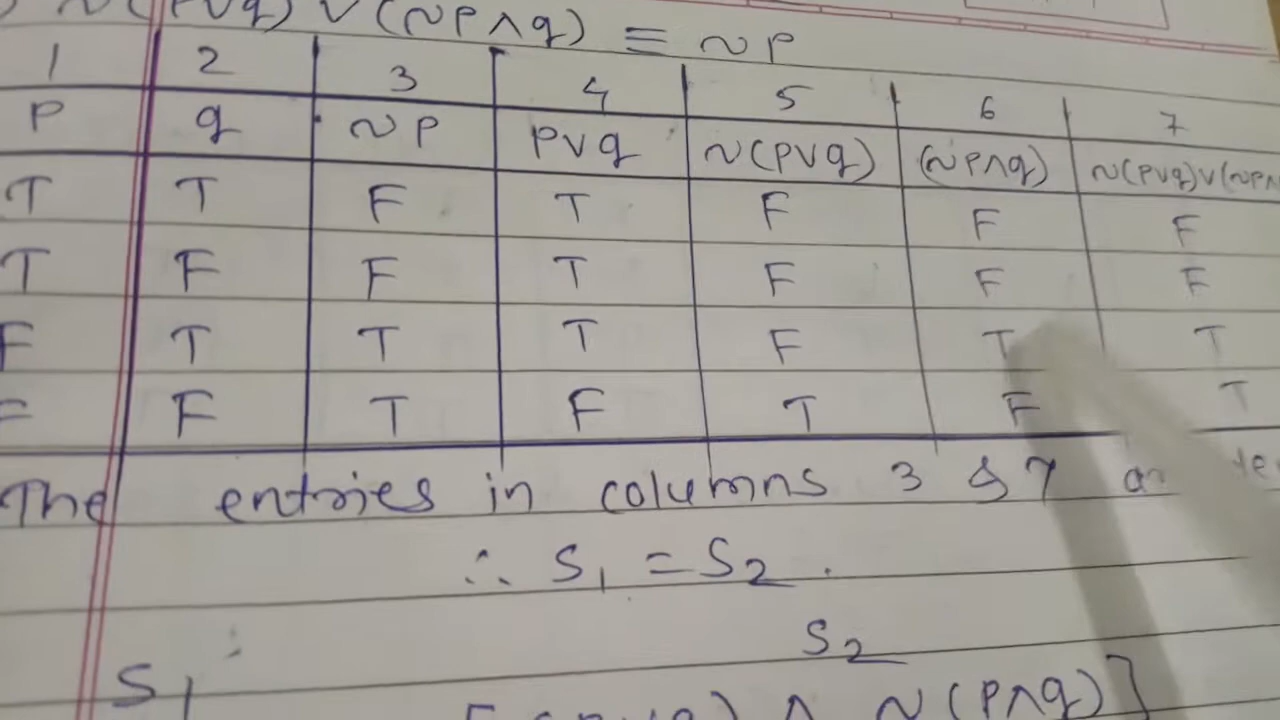 ~(p∨q) ∨ (~p∧q) ≡ ~p
1 2 3 4 5 6 7
p q ~p p∨q ~(p∨q) (~p∧q) ~(p∨q)∨(~p∧
T T F T F F F
T F F T F F F
F T T T F T T
F F T F T F T
The entries in columns 3 & 7
∴ S₁ = S₂.
S₁ S₂
∧ ~(p∧q)]